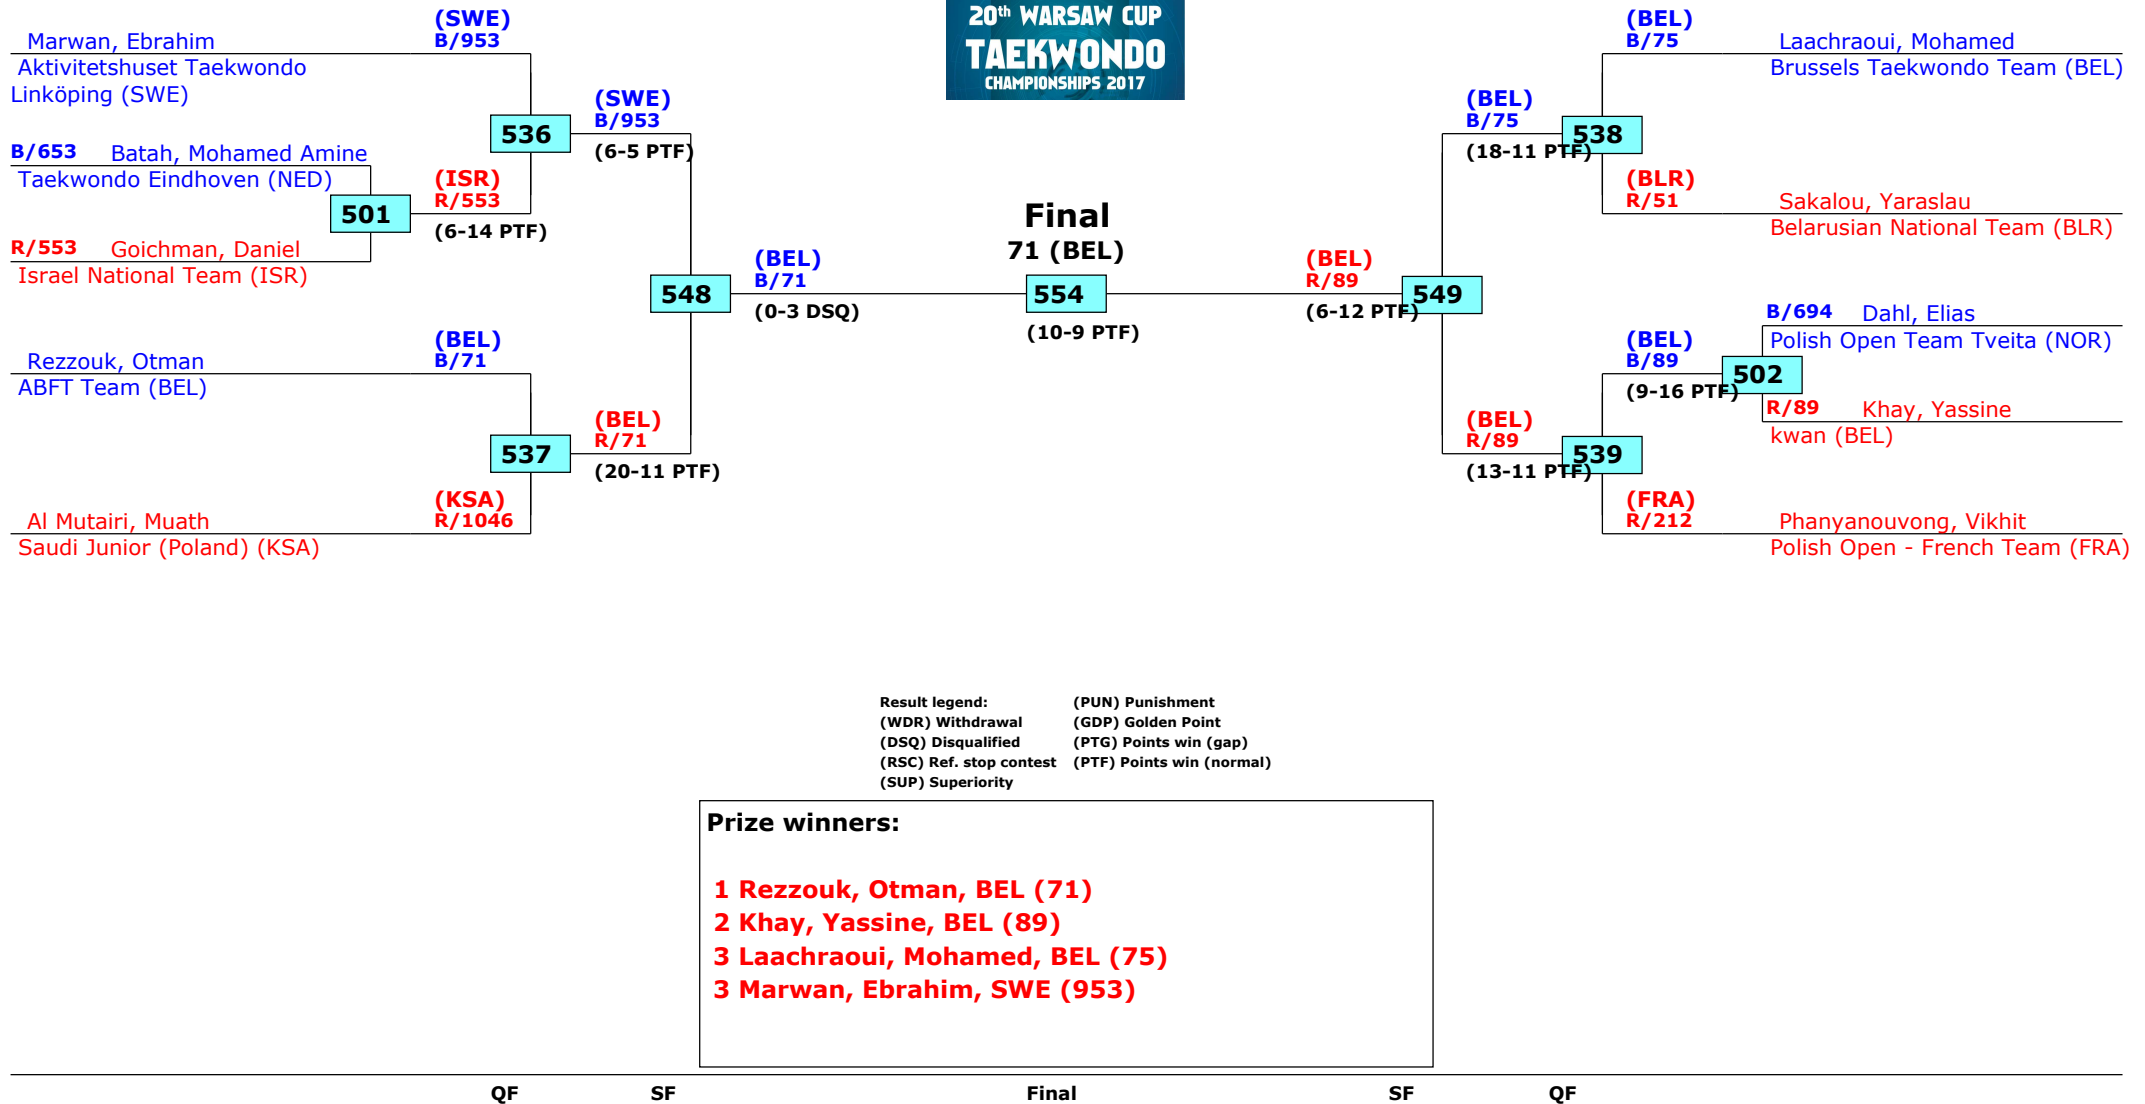 20th WARSAW CUP
TAEKWONDO
CHAMPIONSHIPS 2017
(SWE)
B/953
Marwan, Ebrahim
Aktivitetshuset Taekwondo
Linköping (SWE)
536
(SWE)
B/953
(6-5 PTF)
B/653 Batah, Mohamed Amine
Taekwondo Eindhoven (NED)
501
(ISR)
R/553
(6-14 PTF)
R/553 Goichman, Daniel
Israel National Team (ISR)
548
(BEL)
B/71
(0-3 DSQ)
Rezzouk, Otman
ABFT Team (BEL)
(BEL)
B/71
537
(BEL)
R/71
(20-11 PTF)
Al Mutairi, Muath
Saudi Junior (Poland) (KSA)
(KSA)
R/1046
Final
71 (BEL)
554
(10-9 PTF)
(BEL)
R/89
(6-12 PTF)
549
(BEL)
B/75
(18-11 PTF)
538
(BEL)
B/75
Laachraoui, Mohamed
Brussels Taekwondo Team (BEL)
(BLR)
R/51
Sakalou, Yaraslau
Belarusian National Team (BLR)
B/694 Dahl, Elias
Polish Open Team Tveita (NOR)
(BEL)
B/89
(9-16 PTF)
502
R/89 Khay, Yassine
kwan (BEL)
(BEL)
R/89
(13-11 PTF)
539
(FRA)
R/212
Phanyanouvong, Vikhit
Polish Open - French Team (FRA)
Result legend: (PUN) Punishment
(WDR) Withdrawal (GDP) Golden Point
(DSQ) Disqualified (PTG) Points win (gap)
(RSC) Ref. stop contest (PTF) Points win (normal)
(SUP) Superiority
Prize winners:
1 Rezzouk, Otman, BEL (71)
2 Khay, Yassine, BEL (89)
3 Laachraoui, Mohamed, BEL (75)
3 Marwan, Ebrahim, SWE (953)
QF SF Final SF QF